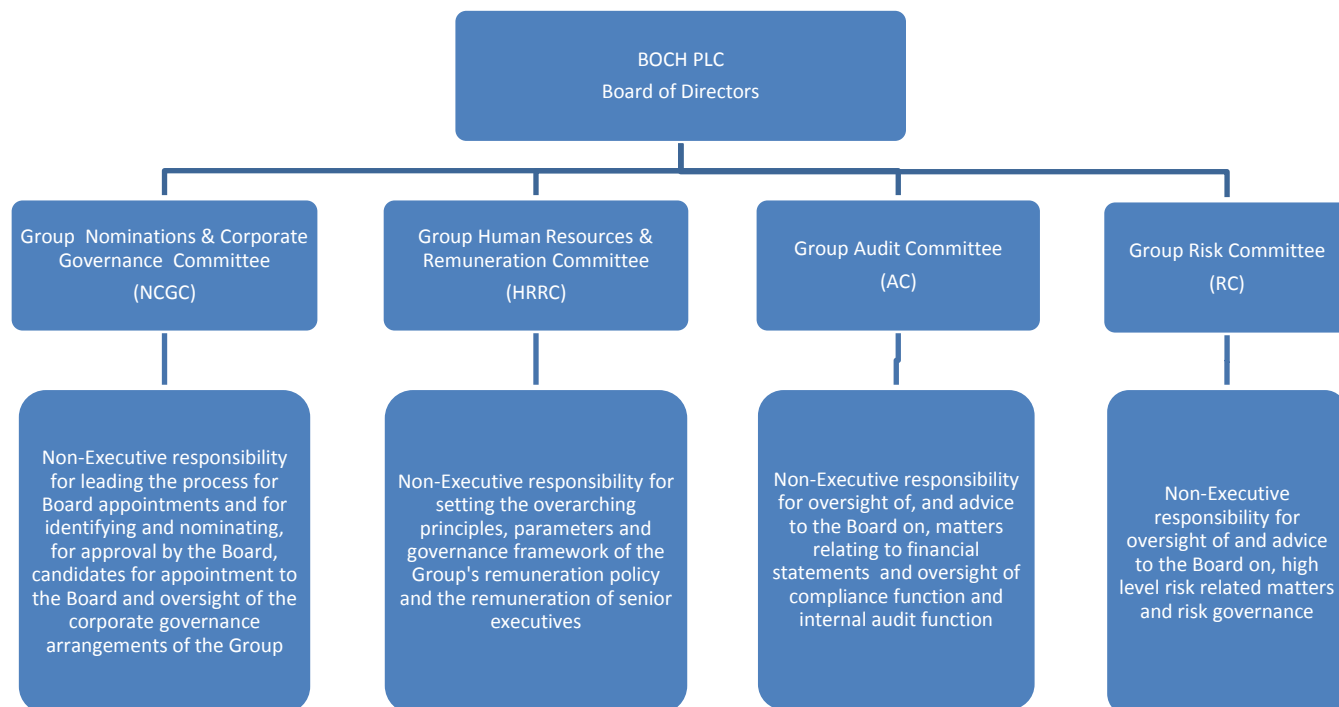 BOCH PLC
Board of Directors
Group Nominations & Corporate
Governance Committee
(NCGC)
Group Human Resources &
Remuneration Committee
(HRRC)
Group Audit Committee
(AC)
Group Risk Committee
(RC)
Non-Executive responsibility
for leading the process for
Board appointments and for
identifying and nominating,
for approval by the Board,
candidates for appointment to
the Board and oversight of the
corporate governance
arrangements of the Group
Non-Executive responsibility for
setting the overarching
principles, parameters and
governance framework of the
Group's remuneration policy
and the remuneration of senior
executives
Non-Executive responsibility
for oversight of, and advice
to the Board on, matters
relating to financial
statements and oversight of
compliance function and
internal audit function
Non-Executive
responsibility for
oversight of and advice
to the Board on, high
level risk related matters
and risk governance